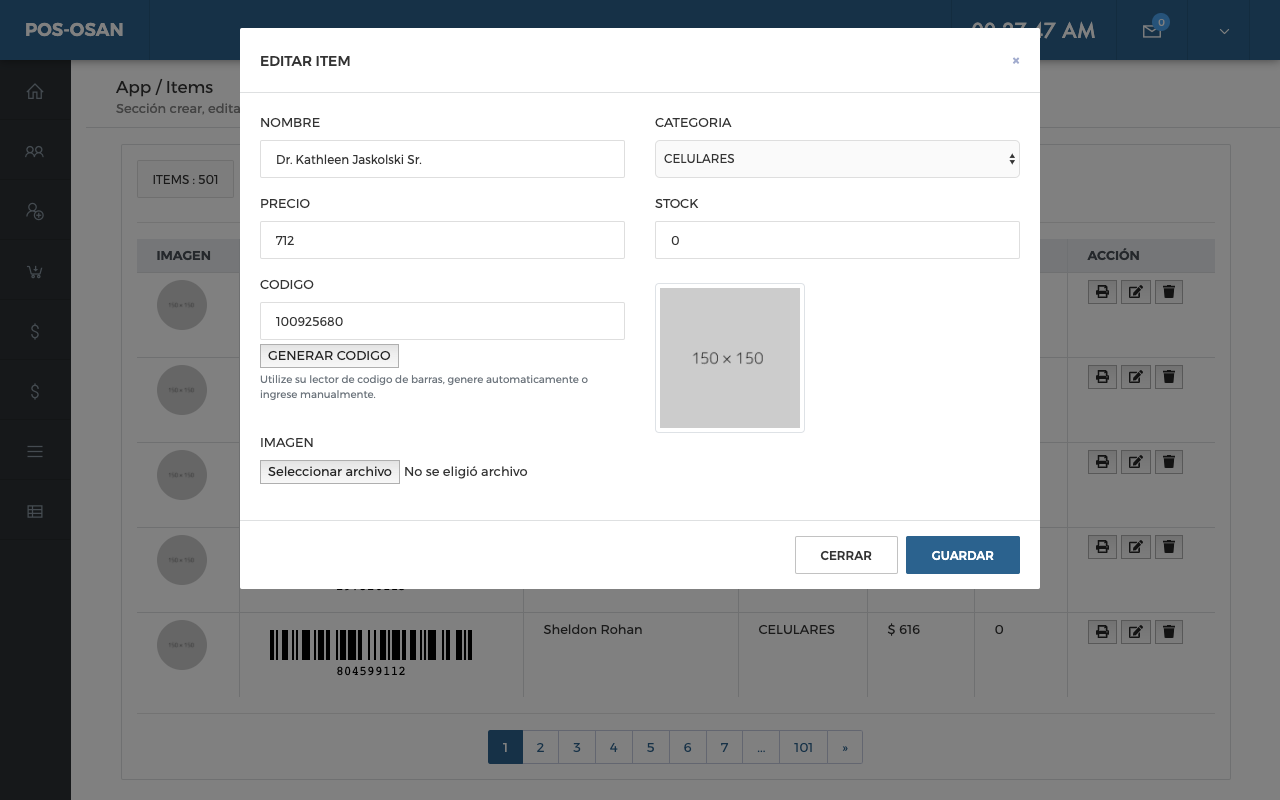 POS-OSAN
47 AM
0
EDITAR ITEM
×
App / Items
Sección crear, edita
NOMBRE
CATEGORIA
Dr. Kathleen Jaskolski Sr.
CELULARES
ITEMS : 501
PRECIO
STOCK
712
0
IMAGEN
ACCIÓN
CODIGO
100925680
GENERAR CODIGO
Utilize su lector de codigo de barras, genere automaticamente o
ingrese manualmente.
150 × 150
IMAGEN
Seleccionar archivo No se eligió archivo
CERRAR
GUARDAR
Sheldon Rohan
CELULARES
$ 616
0
804599112
1 2 3 4 5 6 7 ... 101 »